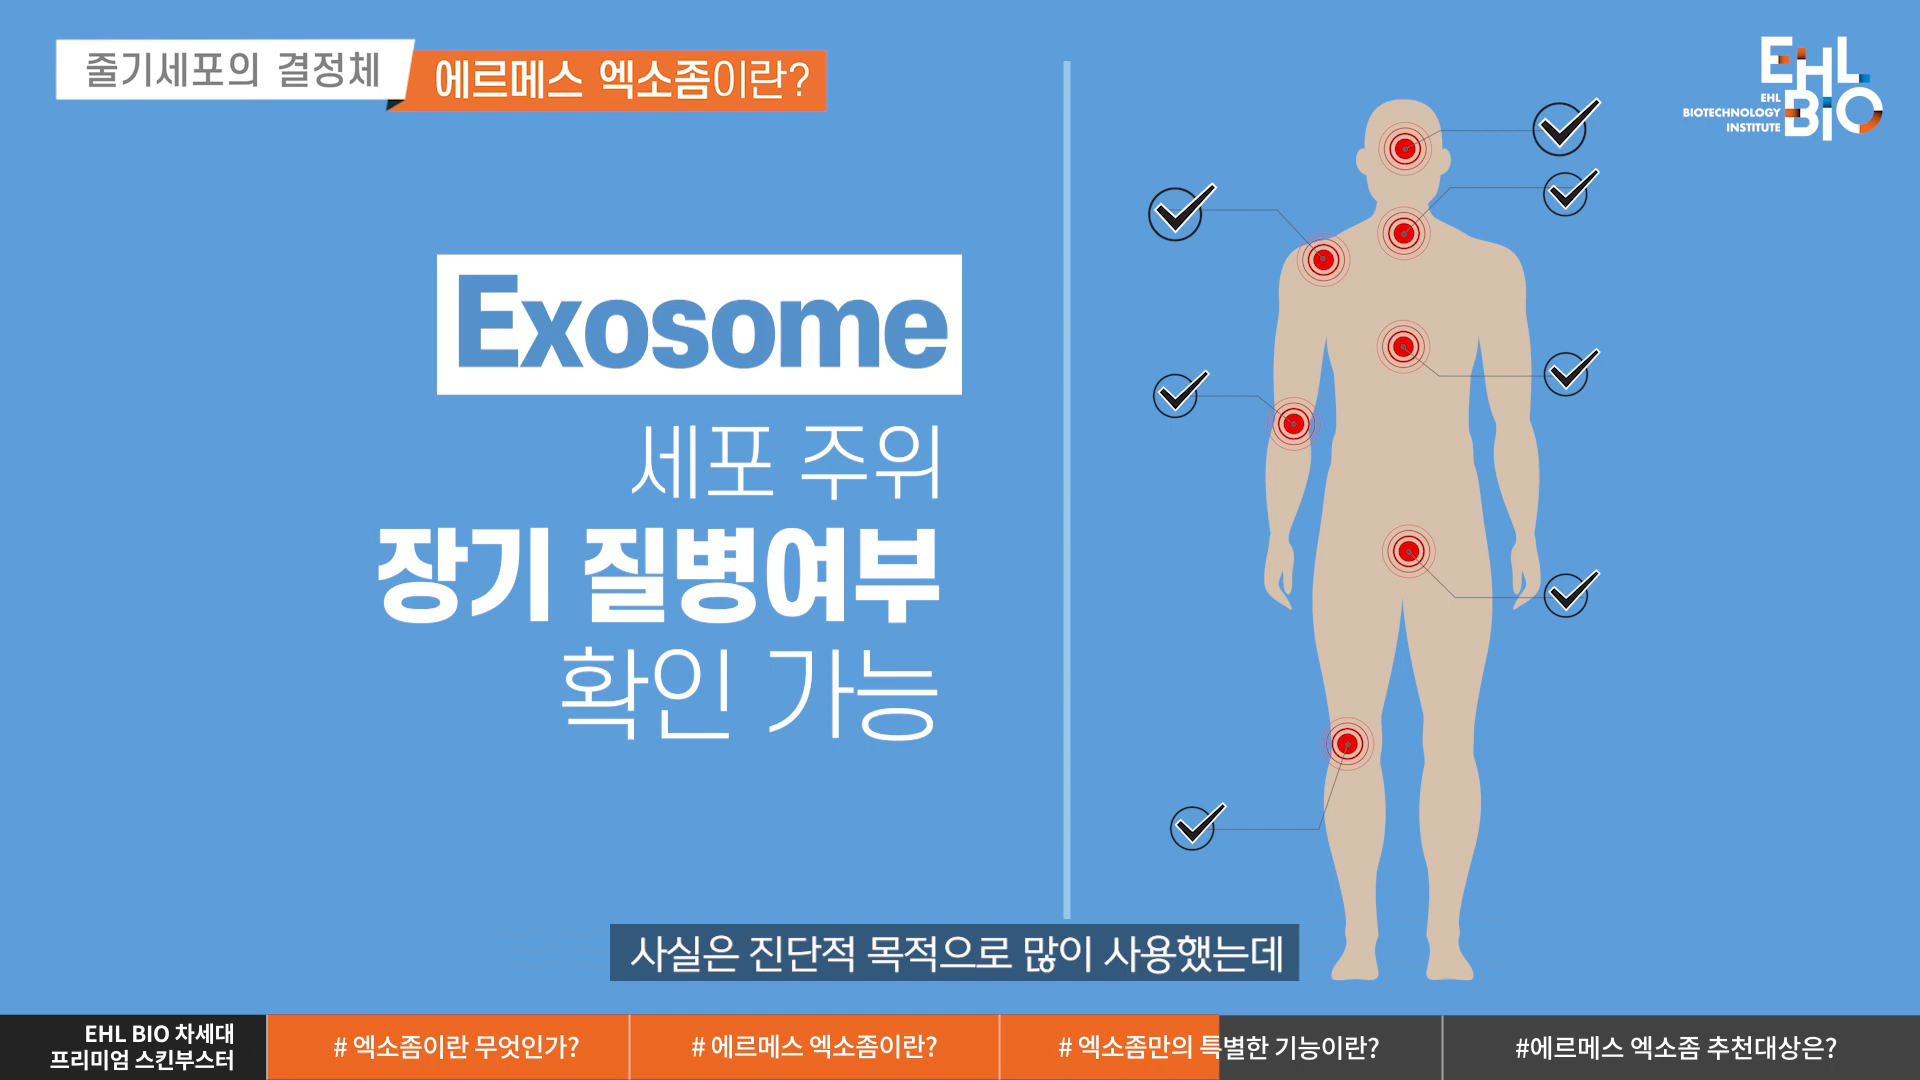 줄기세포의 결정체
에르메스 엑소좀이란?
EHL
BIO
EHL
BIOTECHNOLOGY
INSTITUTE
Exosome
세포 주위
장기 질병여부
확인 가능
사실은 진단적 목적으로 많이 사용했는데
EHL BIO 차세대
프리미엄 스킨부스터
# 엑소좀이란 무엇인가?
# 에르메스 엑소좀이란?
# 엑소좀만의 특별한 기능이란?
#에르메스 엑소좀 추천대상은?